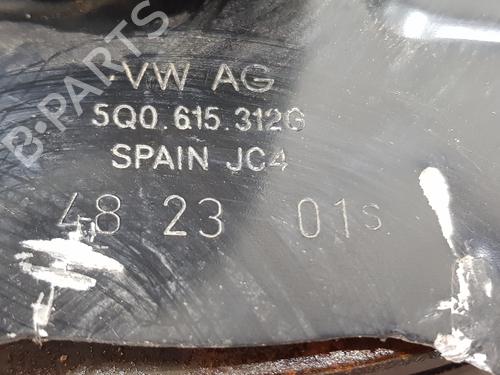 B-PARTS
VW AG
5Q0.615.312G
SPAIN JC4
48 23 01S